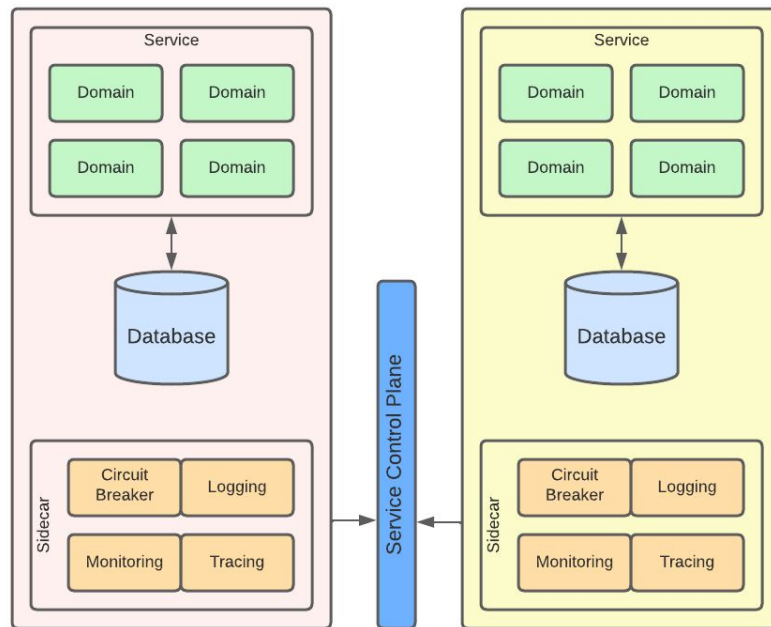 Service
Domain
Domain
Domain
Domain
Database
Sidecar
Circuit
Breaker
Logging
Monitoring
Tracing
Service Control Plane
Service
Domain
Domain
Domain
Domain
Database
Sidecar
Circuit
Breaker
Logging
Monitoring
Tracing